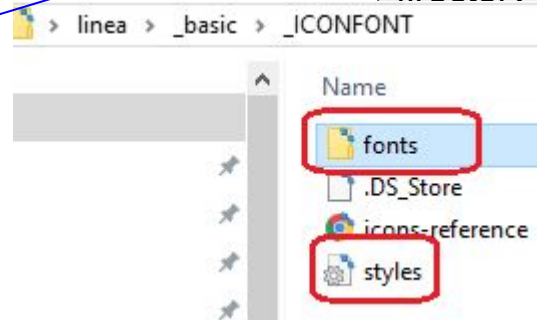 linea > _basic > _ICONFONT
Name
fonts
.DS_Store
icons-reference
styles